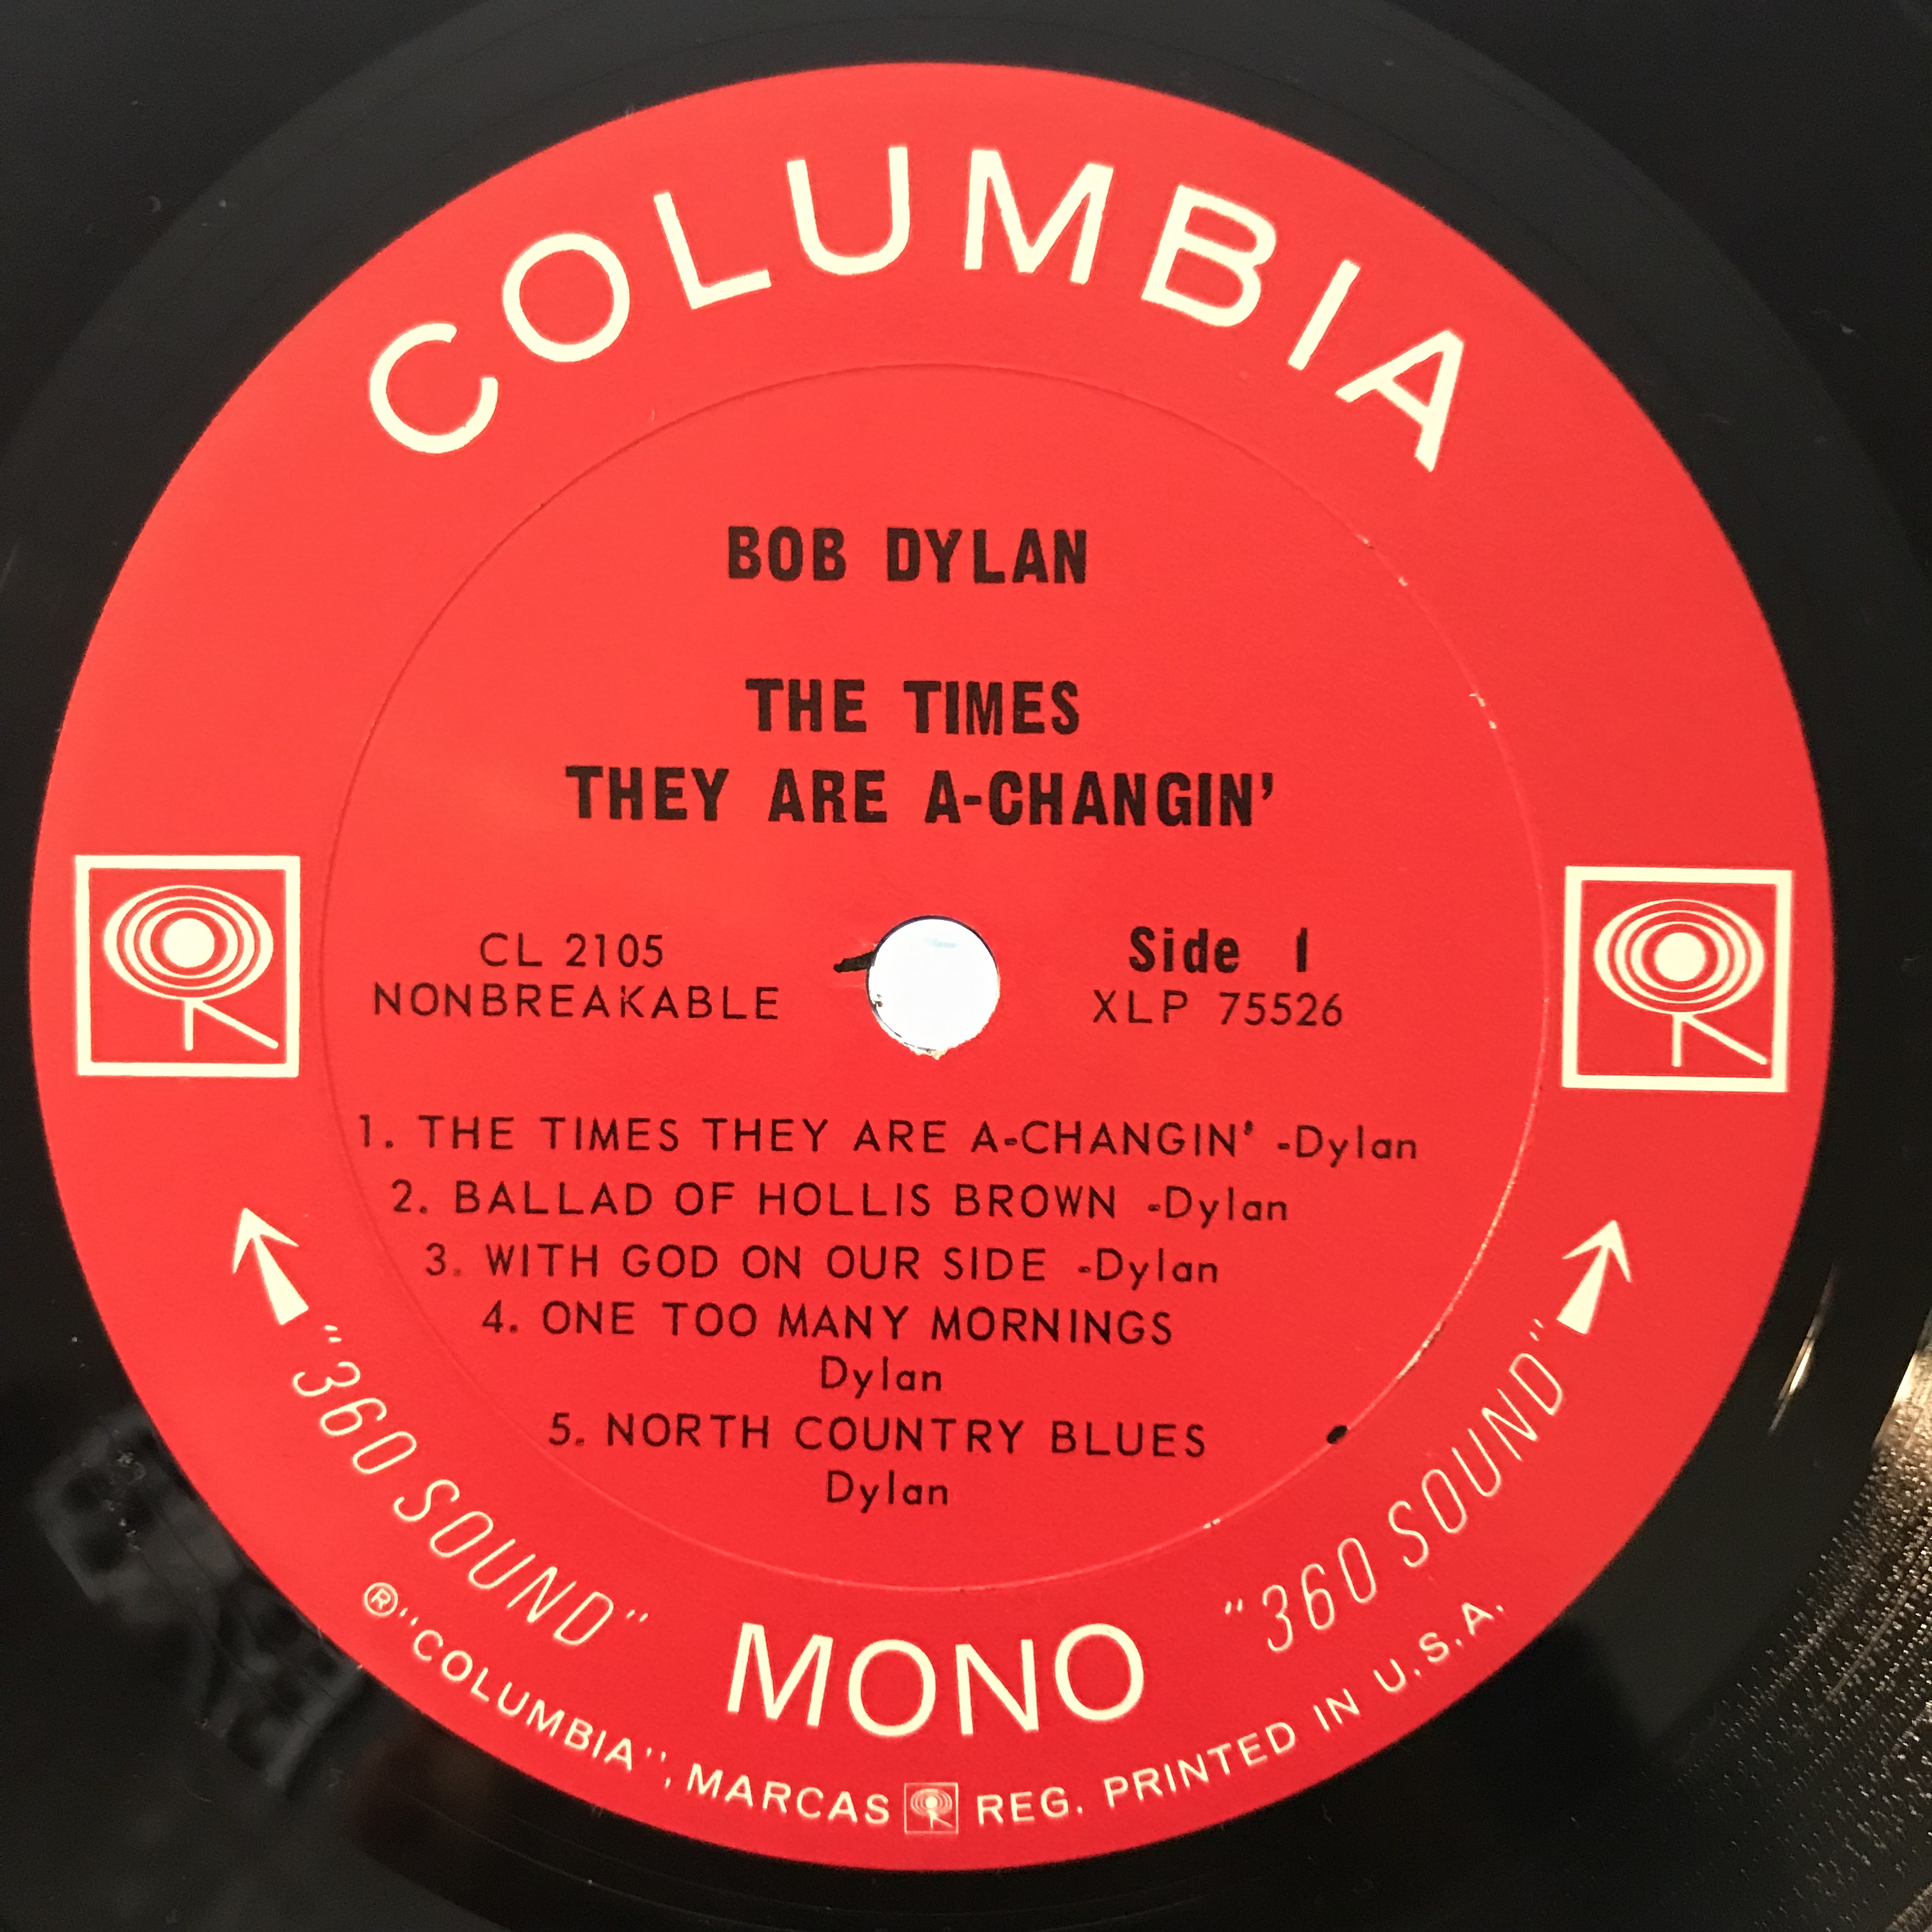 COLUMBIA
BOB DYLAN
THE TIMES
THEY ARE A-CHANGIN'
CL 2105
NONBREAKABLE
Side 1
XLP 75526
1. THE TIMES THEY ARE A-CHANGIN' -Dylan
2. BALLAD OF HOLLIS BROWN -Dylan
3. WITH GOD ON OUR SIDE -Dylan
4. ONE TOO MANY MORNINGS
Dylan
5. NORTH COUNTRY BLUES
Dylan
"360 SOUND" MONO "360 SOUND"
®"COLUMBIA", MARCAS REG. PRINTED IN U.S.A.